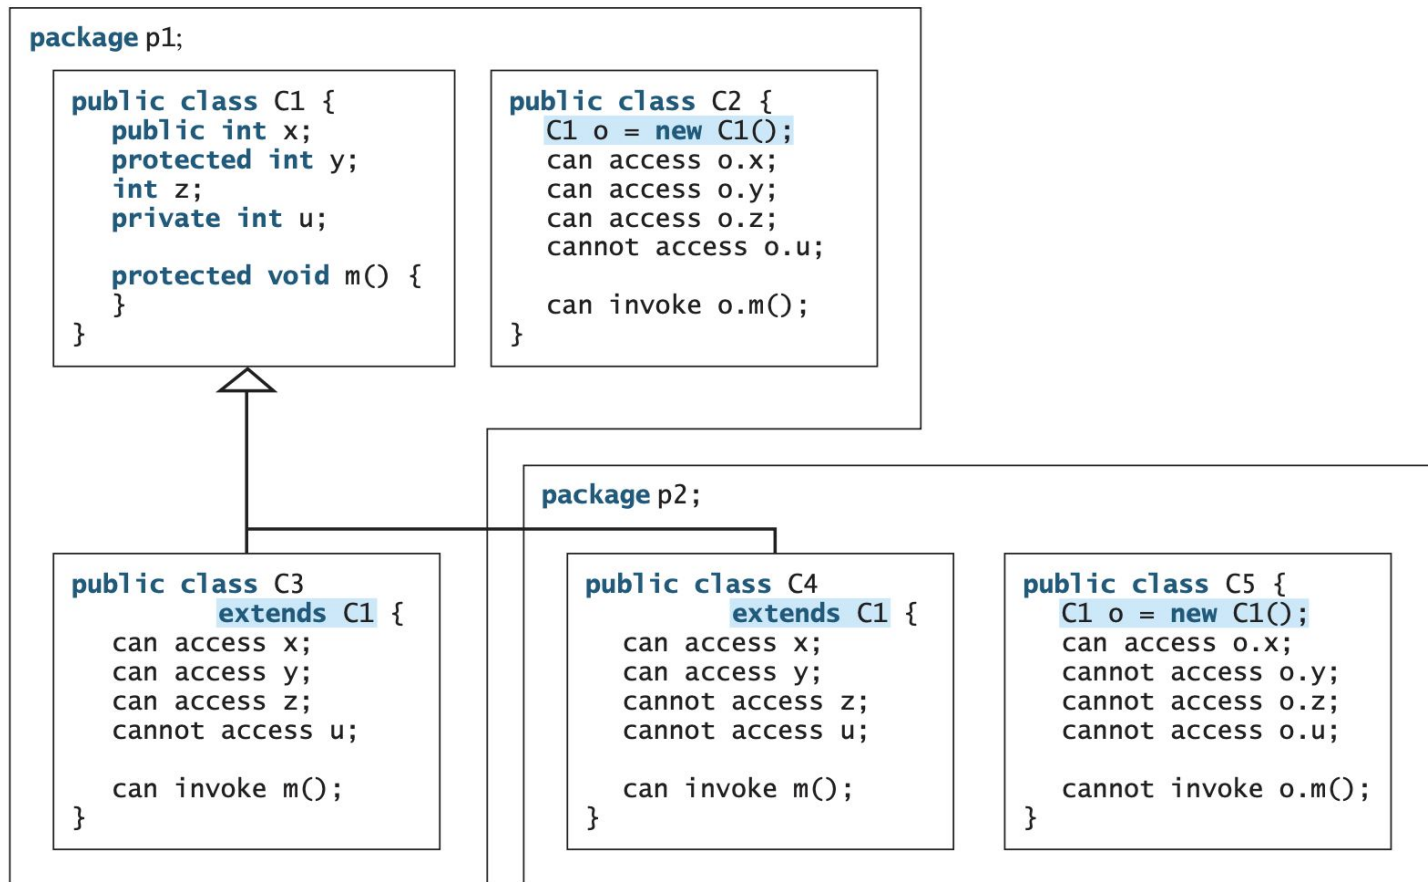 package p1;
public class C1 {
public int x;
protected int y;
int z;
private int u;
protected void m() {
}
}
public class C2 {
C1 o = new C1();
can access o.x;
can access o.y;
can access o.z;
cannot access o.u;
can invoke o.m();
}
package p2;
public class C3
extends C1 {
can access x;
can access y;
can access z;
cannot access u;
can invoke m();
}
public class C4
extends C1 {
can access x;
can access y;
cannot access z;
cannot access u;
can invoke m();
}
public class C5 {
C1 o = new C1();
can access o.x;
cannot access o.y;
cannot access o.z;
cannot access o.u;
cannot invoke o.m();
}